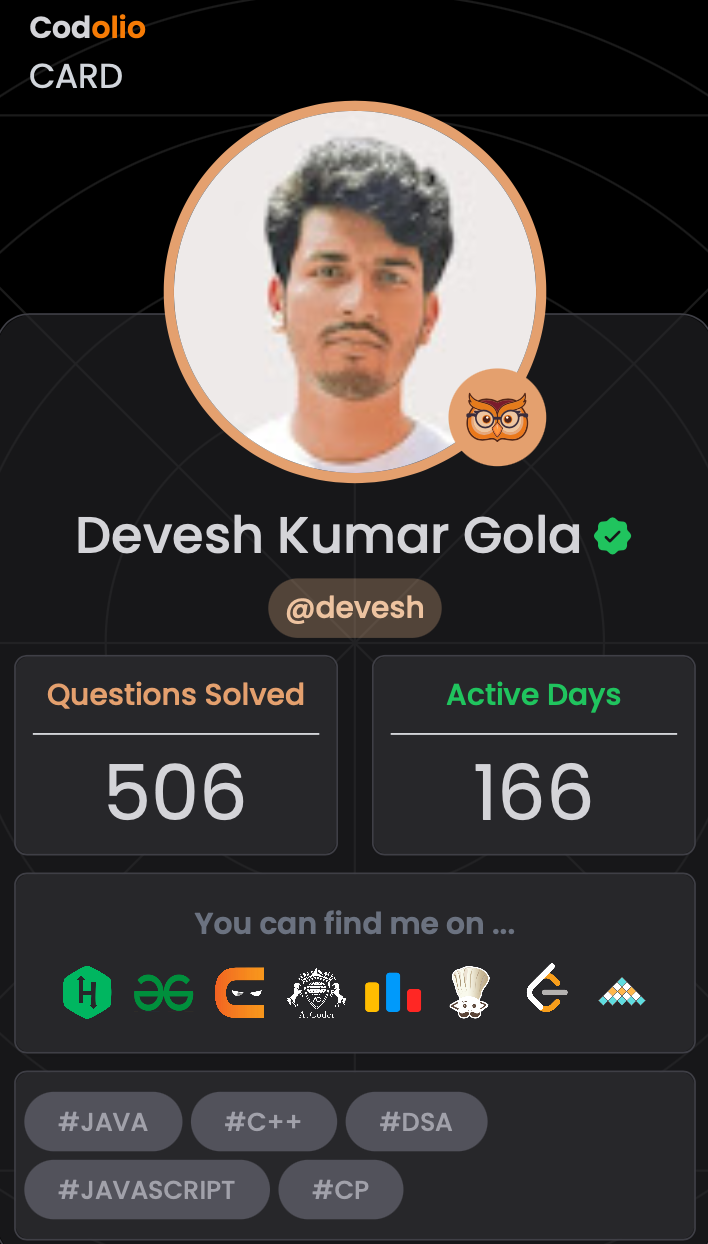 Codolio
CARD
Devesh Kumar Gola
@devesh
Questions Solved
Active Days
506
166
You can find me on ...
H
AtCoder
#JAVA #C++ #DSA
#JAVASCRIPT #CP